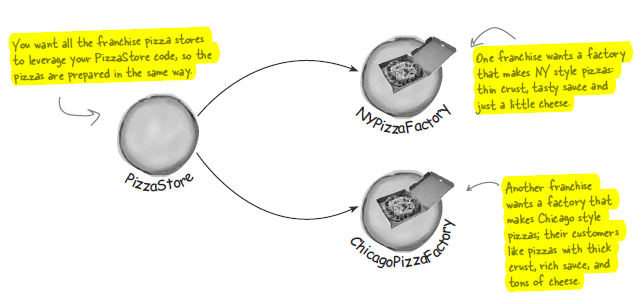 You want all the franchise pizza stores
to leverage your PizzaStore code, so the
pizzas are prepared in the same way.
PizzaStore
NYPizzaFactory
One franchise wants a factory
that makes NY style pizzas:
thin crust, tasty sauce and
just a little cheese.
ChicagoPizzaFactory
Another franchise
wants a factory that
makes Chicago style
pizzas; their customers
like pizzas with thick
crust, rich sauce, and
tons of cheese.